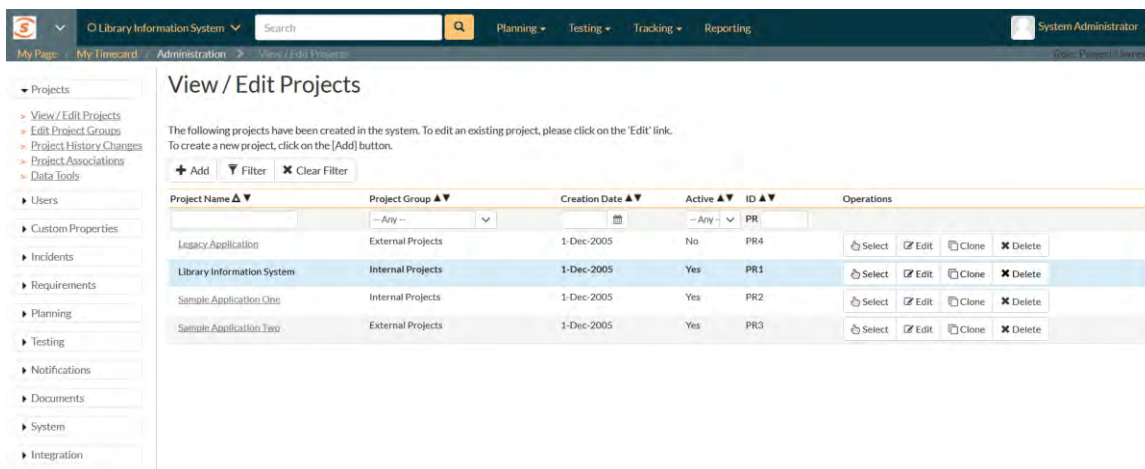 Library Information System
Search
Planning
Testing
Tracking
Reporting
System Administrator
My Page / My Timecard / Administration > View / Edit Projects
Role: Project Owner
Projects
View / Edit Projects
Edit Project Groups
Project History Changes
Project Associations
Data Tools
Users
Custom Properties
Incidents
Requirements
Planning
Testing
Notifications
Documents
System
Integration
View / Edit Projects
The following projects have been created in the system. To edit an existing project, please click on the 'Edit' link.
To create a new project, click on the [Add] button.
Add Filter Clear Filter
Project Name Project Group Creation Date Active ID Operations
-- Any -- -- Any -- PR
Legacy Application External Projects 1-Dec-2005 No PR4 Select Edit Clone Delete
Library Information System Internal Projects 1-Dec-2005 Yes PR1 Select Edit Clone Delete
Sample Application One Internal Projects 1-Dec-2005 Yes PR2 Select Edit Clone Delete
Sample Application Two External Projects 1-Dec-2005 Yes PR3 Select Edit Clone Delete